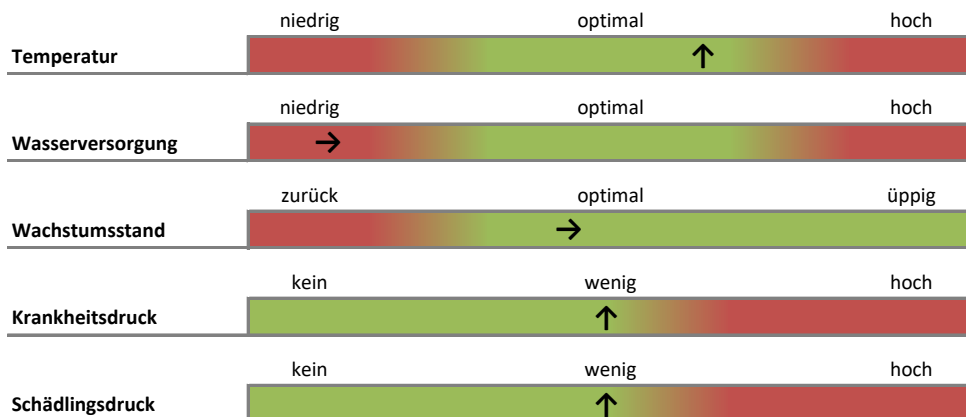 niedrig optimal hoch
Temperatur
niedrig optimal hoch
Wasserversorgung
zurück optimal üppig
Wachstumsstand
kein wenig hoch
Krankheitsdruck
kein wenig hoch
Schädlingsdruck